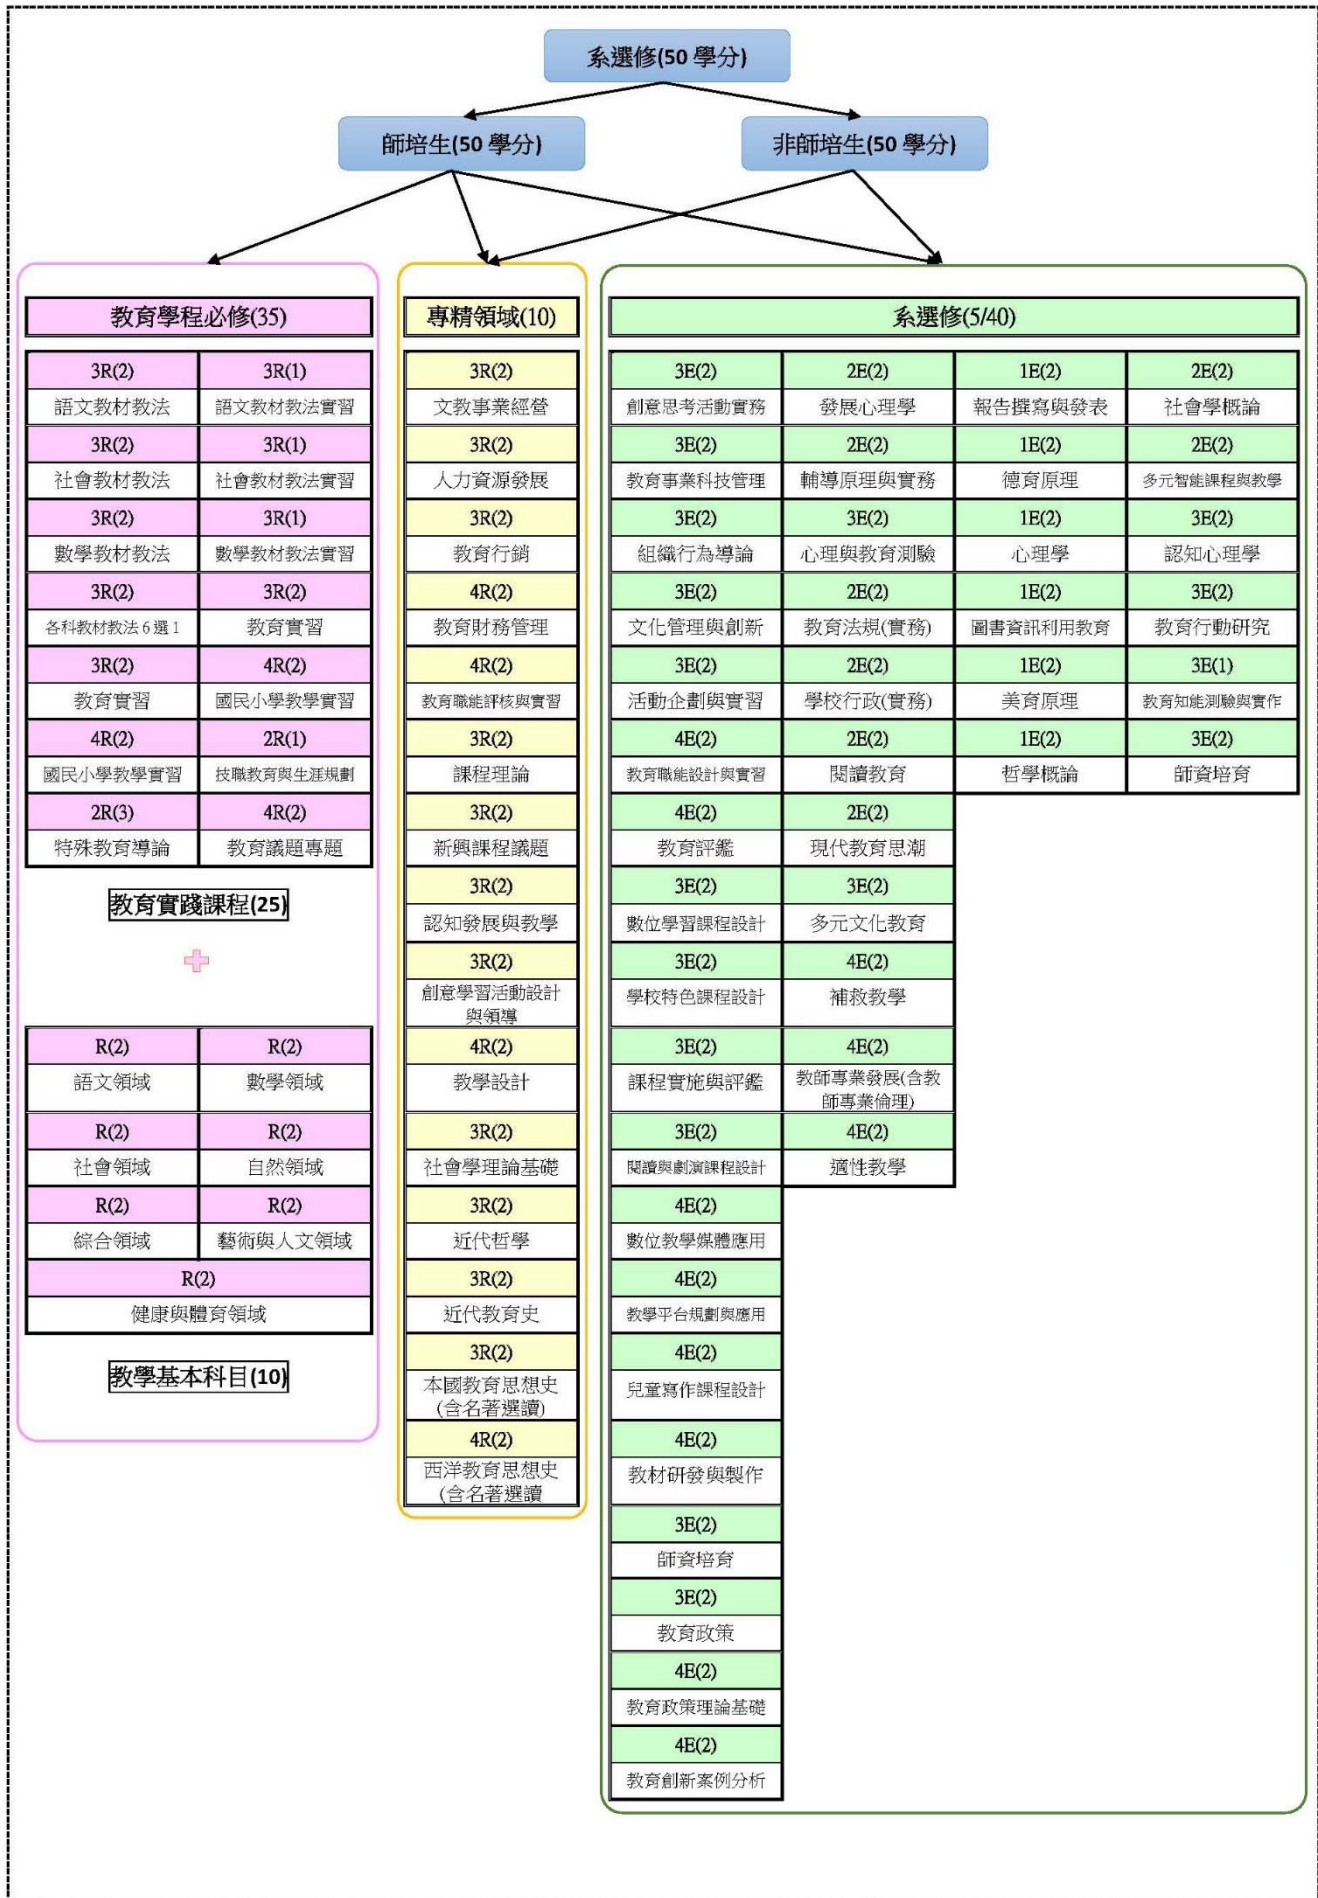 系選修(50 學分)
師培生(50 學分)
非師培生(50 學分)
教育學程必修(35)
3R(2)
3R(1)
語文教材教法
語文教材教法實習
3R(2)
3R(1)
社會教材教法
社會教材教法實習
3R(2)
3R(1)
數學教材教法
數學教材教法實習
3R(2)
3R(2)
各科教材教法 6 選 1
教育實習
3R(2)
4R(2)
教育實習
國民小學教學實習
4R(2)
2R(1)
國民小學教學實習
技職教育與生涯規劃
2R(3)
4R(2)
特殊教育導論
教育議題專題
教育實踐課程(25)
R(2)
R(2)
語文領域
數學領域
R(2)
R(2)
社會領域
自然領域
R(2)
R(2)
綜合領域
藝術與人文領域
R(2)
健康與體育領域
教學基本科目(10)
專精領域(10)
3R(2)
文教事業經營
3R(2)
人力資源發展
3R(2)
教育行銷
4R(2)
教育財務管理
4R(2)
教育職能評核與實習
3R(2)
課程理論
3R(2)
新興課程議題
3R(2)
認知發展與教學
3R(2)
創意學習活動設計
與領導
4R(2)
教學設計
3R(2)
社會學理論基礎
3R(2)
近代哲學
3R(2)
近代教育史
3R(2)
本國教育思想史
(含名著選讀)
4R(2)
西洋教育思想史
(含名著選讀
系選修(5/40)
3E(2)
2E(2)
1E(2)
2E(2)
創意思考活動實務
發展心理學
報告撰寫與發表
社會學概論
3E(2)
2E(2)
1E(2)
2E(2)
教育事業科技管理
輔導原理與實務
德育原理
多元智能課程與教學
3E(2)
3E(2)
1E(2)
3E(2)
組織行為導論
心理與教育測驗
心理學
認知心理學
3E(2)
2E(2)
1E(2)
3E(2)
文化管理與創新
教育法規(實務)
圖書資訊利用教育
教育行動研究
3E(2)
2E(2)
1E(2)
3E(1)
活動企劃與實習
學校行政(實務)
美育原理
教育知能測驗與實作
4E(2)
2E(2)
1E(2)
3E(2)
教育職能設計與實習
閱讀教育
哲學概論
師資培育
4E(2)
2E(2)
教育評鑑
現代教育思潮
3E(2)
3E(2)
數位學習課程設計
多元文化教育
3E(2)
4E(2)
學校特色課程設計
補救教學
3E(2)
4E(2)
課程實施與評鑑
教師專業發展(含教
師專業倫理)
3E(2)
4E(2)
閱讀與劇演課程設計
適性教學
4E(2)
數位教學媒體應用
4E(2)
教學平台規劃與應用
4E(2)
兒童寫作課程設計
4E(2)
教材研發與製作
3E(2)
師資培育
3E(2)
教育政策
4E(2)
教育政策理論基礎
4E(2)
教育創新案例分析